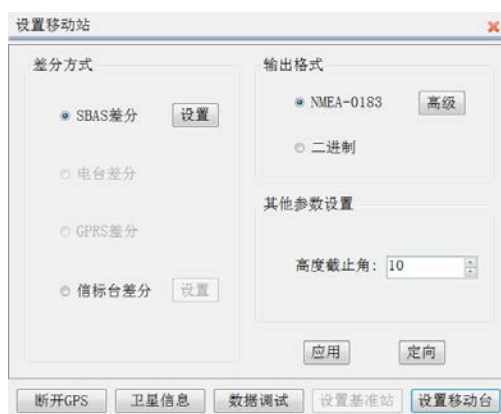 设置移动站
差分方式
SBAS差分 设置
电台差分
GPRS差分
信标台差分 设置
输出格式
NMEA-0183 高级
二进制
其他参数设置
高度截止角: 10
应用 定向
断开GPS 卫星信息 数据调试 设置基准站 设置移动台